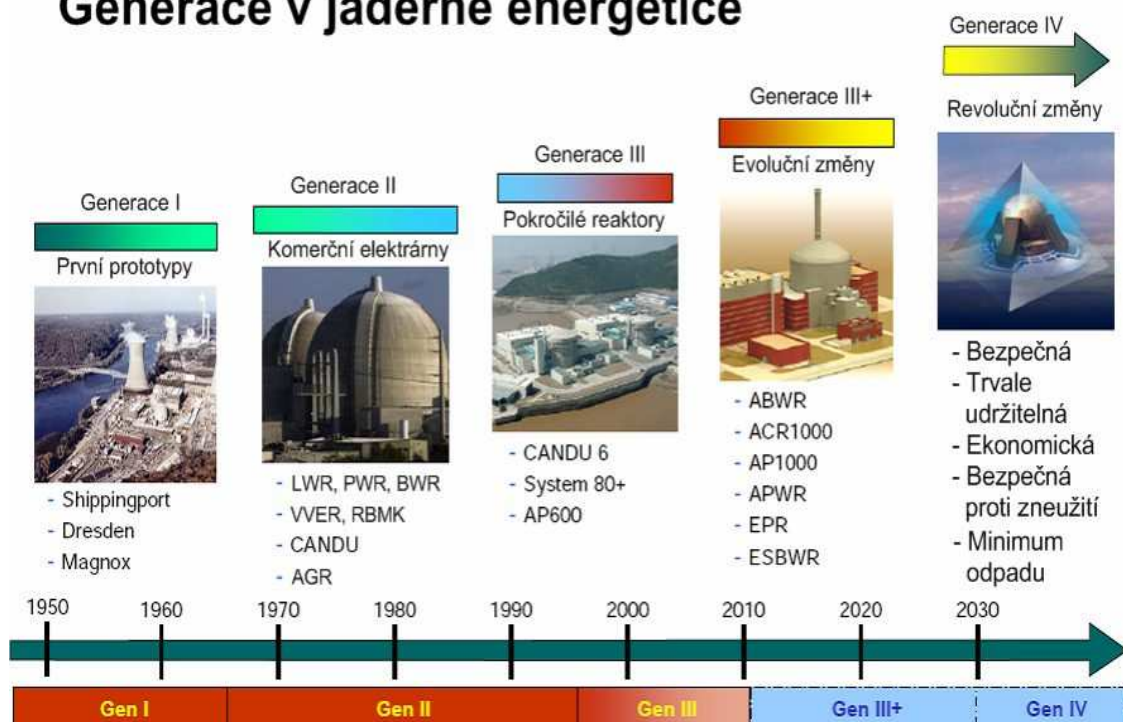 Generace v jaderné energetice
Generace I
První prototypy
- Shippingport
- Dresden
- Magnox
Generace II
Komerční elektrárny
- LWR, PWR, BWR
- VVER, RBMK
- CANDU
- AGR
Generace III
Pokročilé reaktory
- CANDU 6
- System 80+
- AP600
Generace III+
Evoluční změny
- ABWR
- ACR1000
- AP1000
- APWR
- EPR
- ESBWR
Generace IV
Revoluční změny
- Bezpečná
- Trvale
udržitelná
- Ekonomická
- Bezpečná
proti zneužití
- Minimum
odpadu
1950 1960 1970 1980 1990 2000 2010 2020 2030
Gen I Gen II Gen III Gen III+ Gen IV